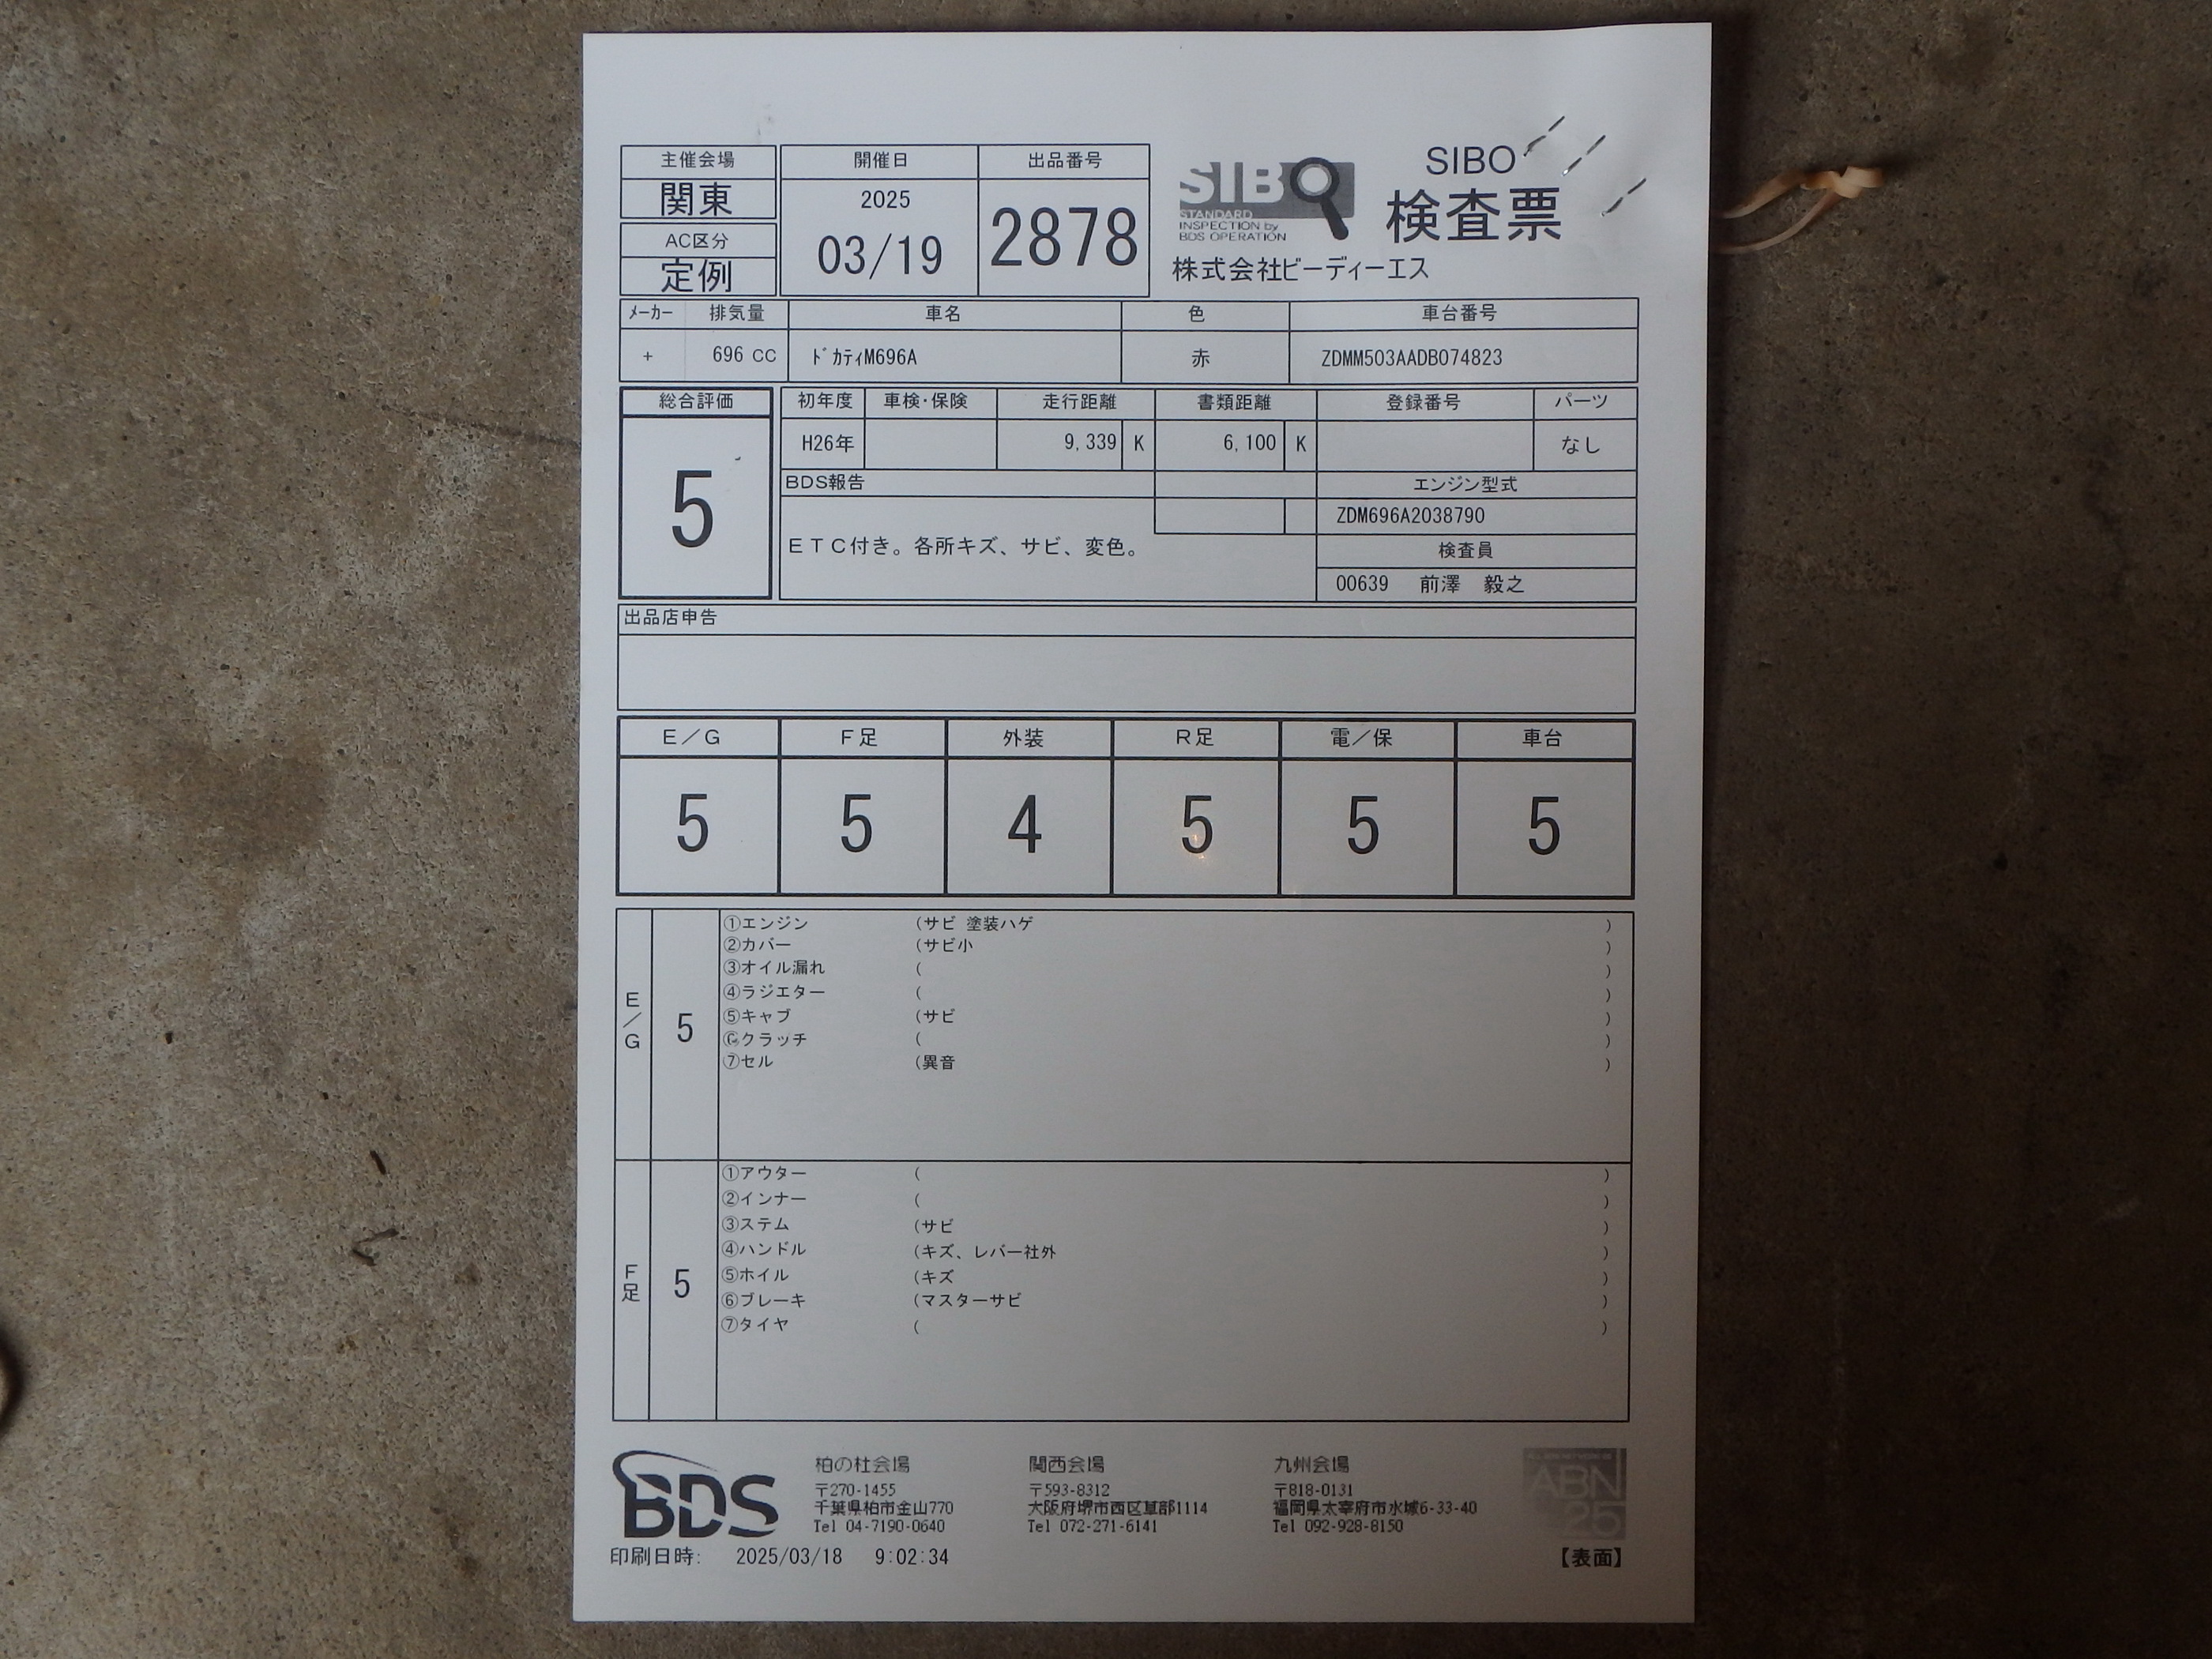 主催会場 開催日 出品番号
関東 2025 03/19 2878
AC区分
定例
SIBO
STANDARD
INSPECTION by
BDS OPERATION
SIBO
検査票
株式会社ビーディーエス
メーカー 排気量 車名 色 車台番号
+ 696 CC ドカティM696A 赤 ZDMM503AADB074823
総合評価 初年度 車検・保険 走行距離 書類距離 登録番号 パーツ
5 H26年 9,339 K 6,100 K なし
BDS報告 エンジン型式
ZDM696A2038790
ETC付き。各所キズ、サビ、変色。
検査員
00639 前澤 毅之
出品店申告
E/G F足 外装 R足 電/保 車台
5 5 4 5 5 5
E/G 5
①エンジン (サビ 塗装ハゲ )
②カバー (サビ小 )
③オイル漏れ ( )
④ラジエター ( )
⑤キャブ (サビ )
⑥クラッチ ( )
⑦セル (異音 )
F足 5
①アウター ( )
②インナー ( )
③ステム (サビ )
④ハンドル (キズ、レバー社外 )
⑤ホイル (キズ )
⑥ブレーキ (マスターサビ )
⑦タイヤ ( )
BDS
柏の杜会場
〒270-1455
千葉県柏市金山770
Tel 04-7190-0640
関西会場
〒593-8312
大阪府堺市西区草部1114
Tel 072-271-6141
九州会場
〒818-0131
福岡県太宰府市水城6-33-40
Tel 092-928-8150
ABN
25
印刷日時: 2025/03/18 9:02:34
【表面】